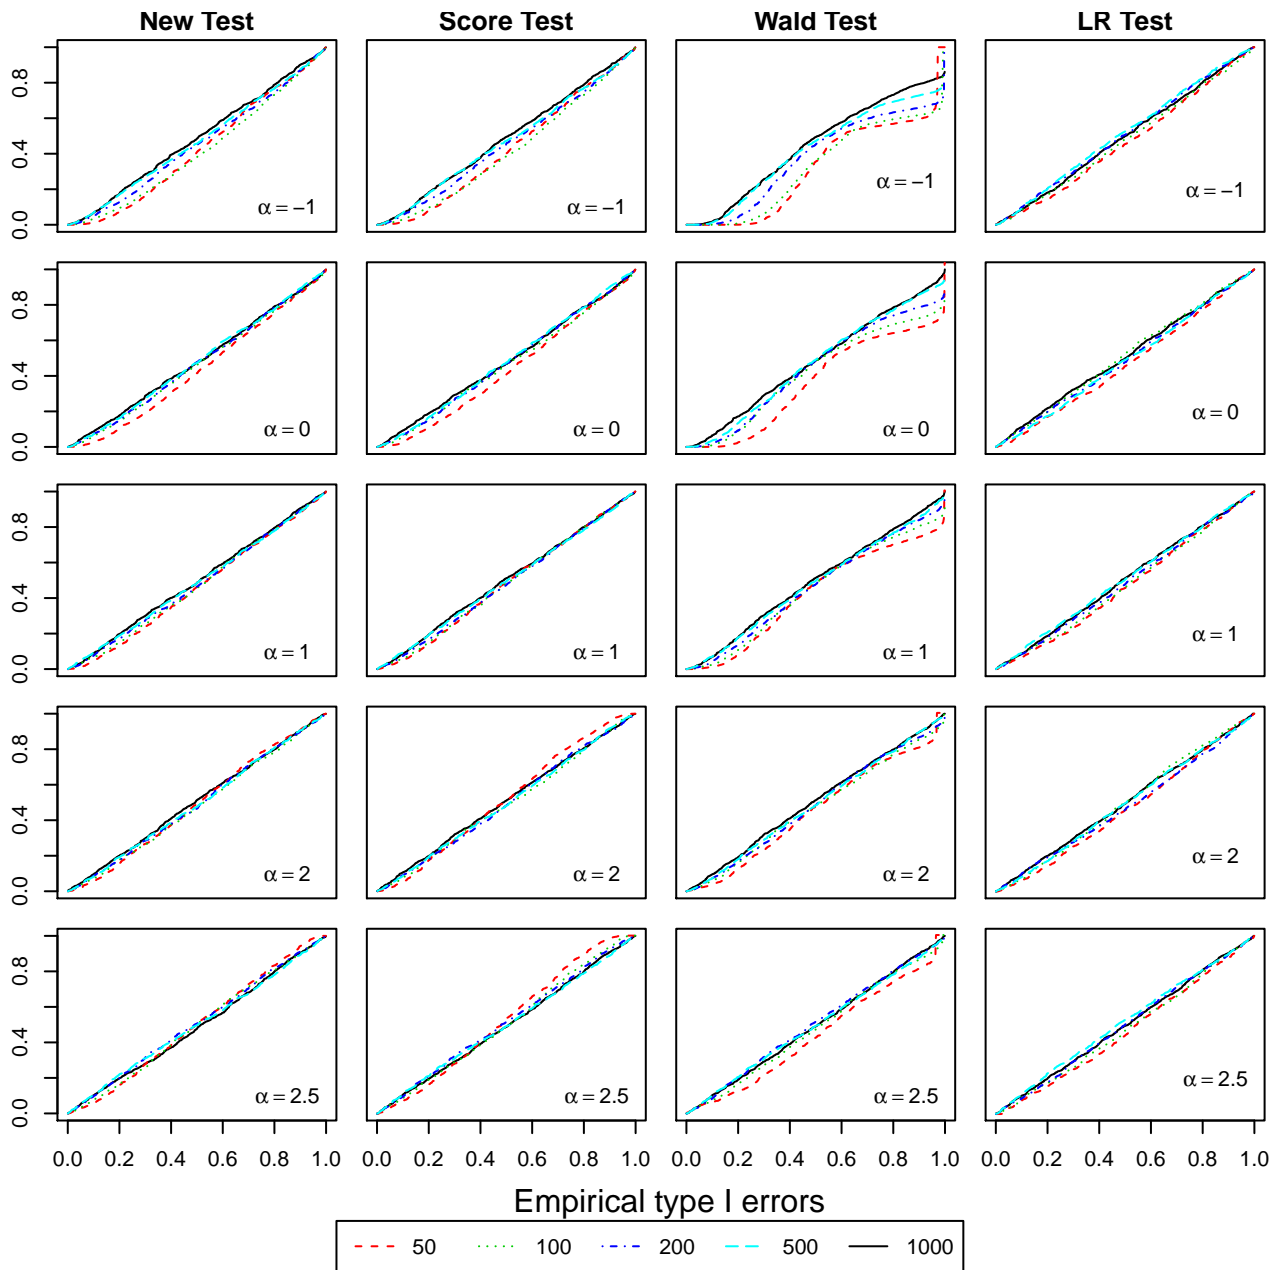 New Test Score Test Wald Test LR Test
0.0 0.4 0.8
α = −1 α = −1 α = −1 α = −1
0.0 0.4 0.8
α = 0 α = 0 α = 0 α = 0
0.0 0.4 0.8
α = 1 α = 1 α = 1 α = 1
0.0 0.4 0.8
α = 2 α = 2 α = 2 α = 2
0.0 0.4 0.8
α = 2.5 α = 2.5 α = 2.5 α = 2.5
0.0 0.2 0.4 0.6 0.8 1.0 0.0 0.2 0.4 0.6 0.8 1.0 0.0 0.2 0.4 0.6 0.8 1.0 0.0 0.2 0.4 0.6 0.8 1.0
Empirical type I errors
50 100 200 500 1000